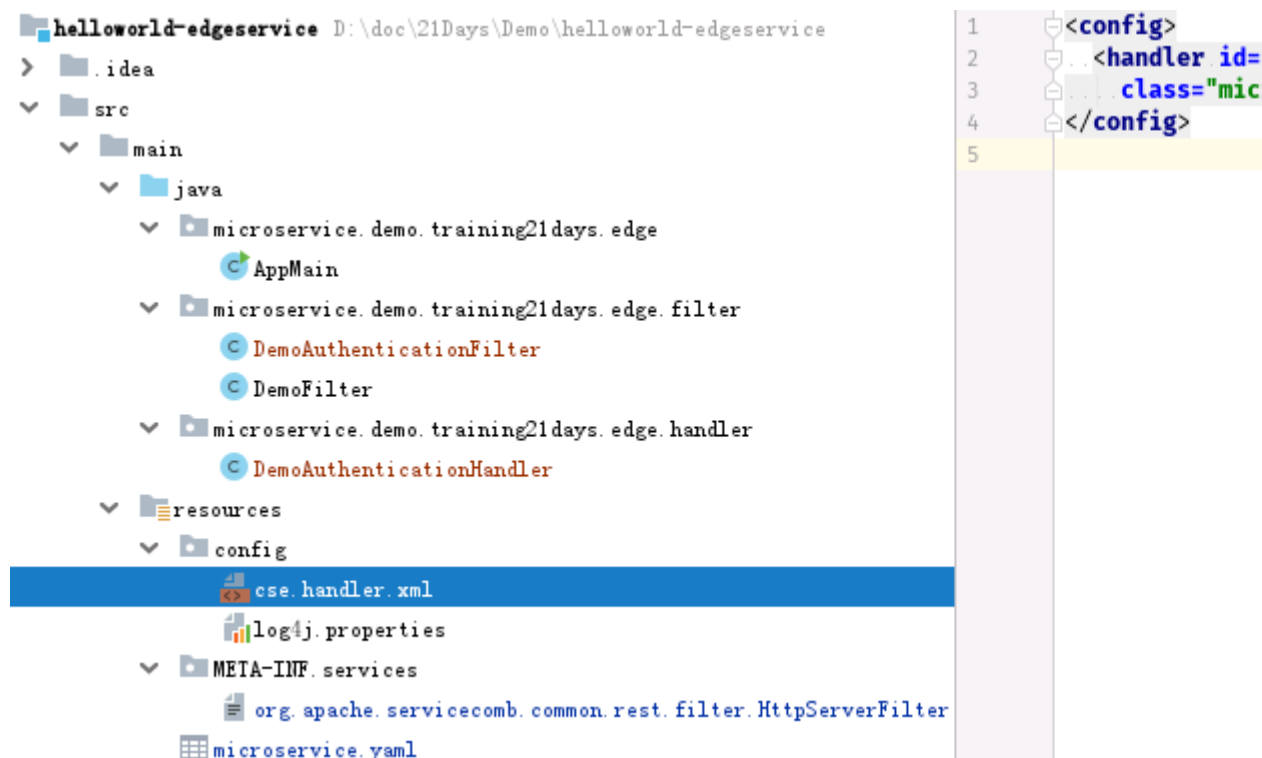 helloworld-edgeservice D:\doc\21Days\Demo\helloworld-edgeservice
.idea
src
main
java
microservice.demo.training21days.edge
AppMain
microservice.demo.training21days.edge.filter
DemoAuthenticationFilter
DemoFilter
microservice.demo.training21days.edge.handler
DemoAuthenticationHandler
resources
config
cse.handler.xml
log4j.properties
META-INF.services
org.apache.servicecomb.common.rest.filter.HttpServerFilter
microservice.yaml
1 <config>
2 <handler id=
3 class="mic
4 </config>
5